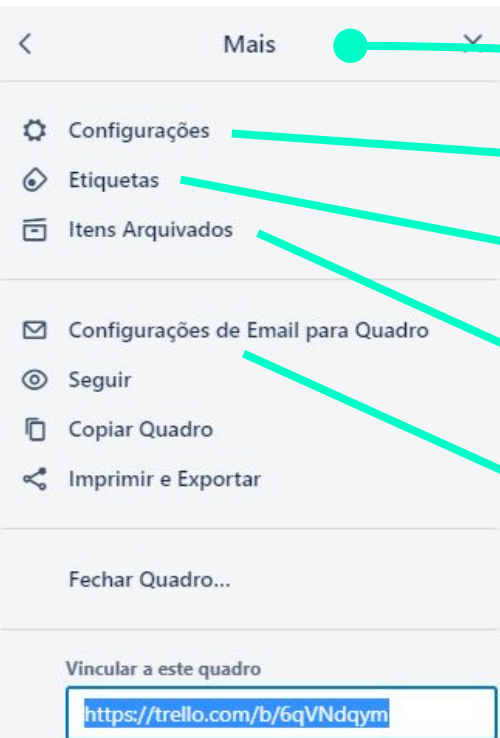 Mais
Configurações
Etiquetas
Itens Arquivados
Configurações de Email para Quadro
Seguir
Copiar Quadro
Imprimir e Exportar
Fechar Quadro...
Vincular a este quadro
https://trello.com/b/6qVNdqym